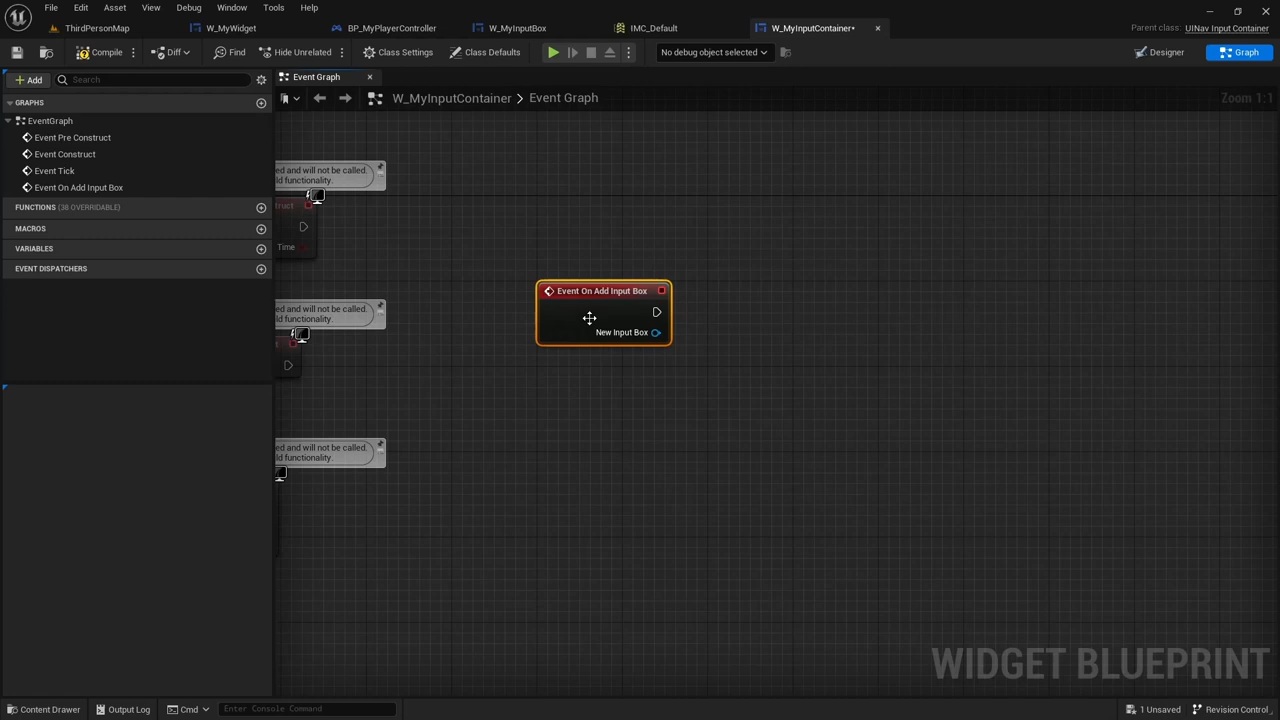 File Edit Asset View Debug Window Tools Help
ThirdPersonMap W_MyWidget BP_MyPlayerController W_MyInputBox IMC_Default W_MyInputContainer• Parent class: UINav Input Container
Compile Diff Find Hide Unrelated Class Settings Class Defaults No debug object selected Designer Graph
+ Add Search Event Graph
W_MyInputContainer > Event Graph Zoom 1:1
GRAPHS
EventGraph
Event Pre Construct
Event Construct
Event Tick
Event On Add Input Box
FUNCTIONS (38 OVERRIDABLE)
MACROS
VARIABLES
EVENT DISPATCHERS
ed and will not be called.
ld functionality.
truct
Time
ed and will not be called.
ld functionality.
t
ed and will not be called.
ld functionality.
Event On Add Input Box
New Input Box
WIDGET BLUEPRINT
Content Drawer Output Log Cmd Enter Console Command 1 Unsaved Revision Control